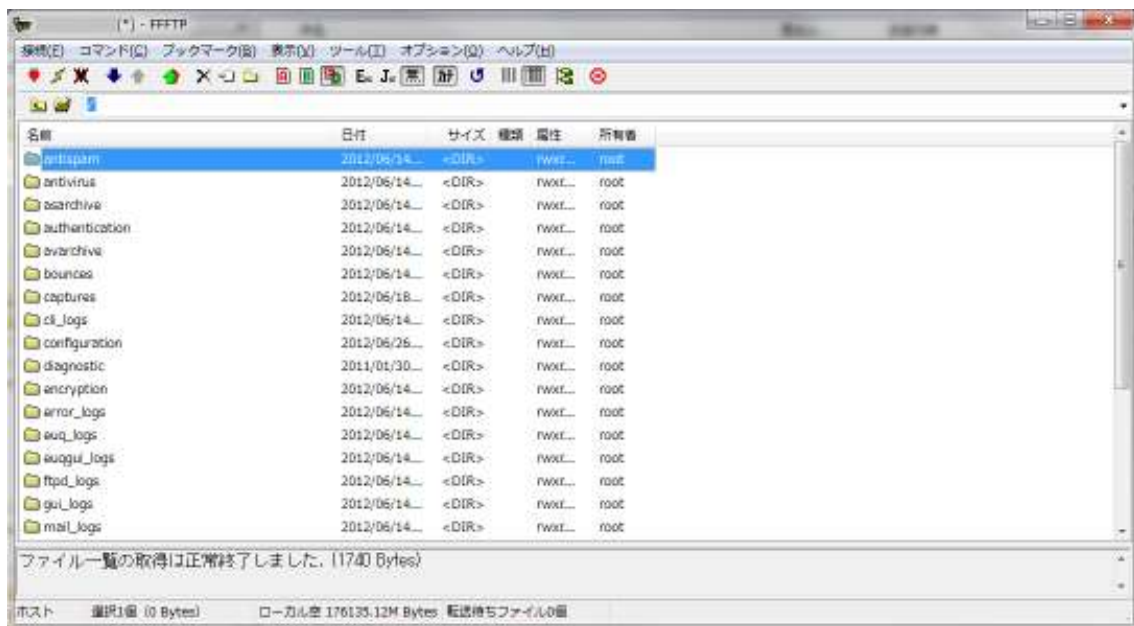 (*) - FFFTP
接続(E) コマンド(C) ブックマーク(B) 表示(V) ツール(T) オプション(O) ヘルプ(H)
名前 日付 サイズ 種類 属性 所有者
antispam 2012/06/14... <DIR> rwxr... root
antivirus 2012/06/14... <DIR> rwxr... root
asarchive 2012/06/14... <DIR> rwxr... root
authentication 2012/06/14... <DIR> rwxr... root
avarchive 2012/06/14... <DIR> rwxr... root
bounces 2012/06/14... <DIR> rwxr... root
captures 2012/06/18... <DIR> rwxr... root
cli_logs 2012/06/14... <DIR> rwxr... root
configuration 2012/06/26... <DIR> rwxr... root
diagnostic 2011/01/30... <DIR> rwxr... root
encryption 2012/06/14... <DIR> rwxr... root
error_logs 2012/06/14... <DIR> rwxr... root
euq_logs 2012/06/14... <DIR> rwxr... root
euqgui_logs 2012/06/14... <DIR> rwxr... root
ftpd_logs 2012/06/14... <DIR> rwxr... root
gui_logs 2012/06/14... <DIR> rwxr... root
mail_logs 2012/06/14... <DIR> rwxr... root
ファイル一覧の取得は正常終了しました. (1740 Bytes)
ホスト 選択1個 (0 Bytes) ローカル空 176135.12M Bytes 転送待ちファイル0個